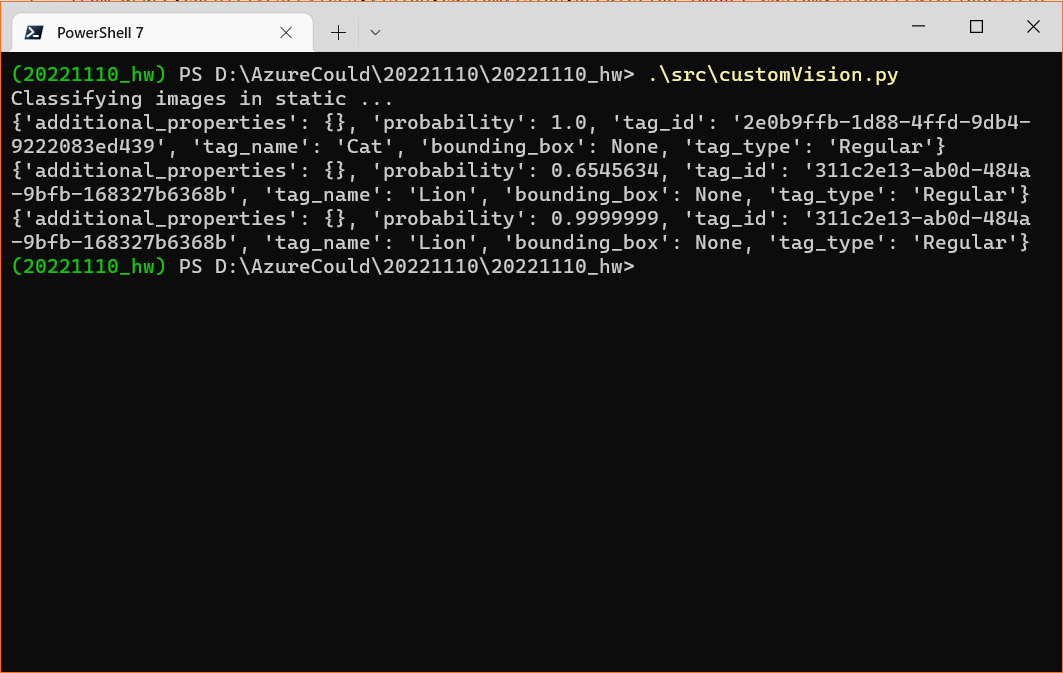 PowerShell 7
(20221110_hw) PS D:\AzureCould\20221110\20221110_hw> .\src\customVision.py
Classifying images in static ...
{'additional_properties': {}, 'probability': 1.0, 'tag_id': '2e0b9ffb-1d88-4ffd-9db4-
9222083ed439', 'tag_name': 'Cat', 'bounding_box': None, 'tag_type': 'Regular'}
{'additional_properties': {}, 'probability': 0.6545634, 'tag_id': '311c2e13-ab0d-484a
-9bfb-168327b6368b', 'tag_name': 'Lion', 'bounding_box': None, 'tag_type': 'Regular'}
{'additional_properties': {}, 'probability': 0.9999999, 'tag_id': '311c2e13-ab0d-484a
-9bfb-168327b6368b', 'tag_name': 'Lion', 'bounding_box': None, 'tag_type': 'Regular'}
(20221110_hw) PS D:\AzureCould\20221110\20221110_hw>